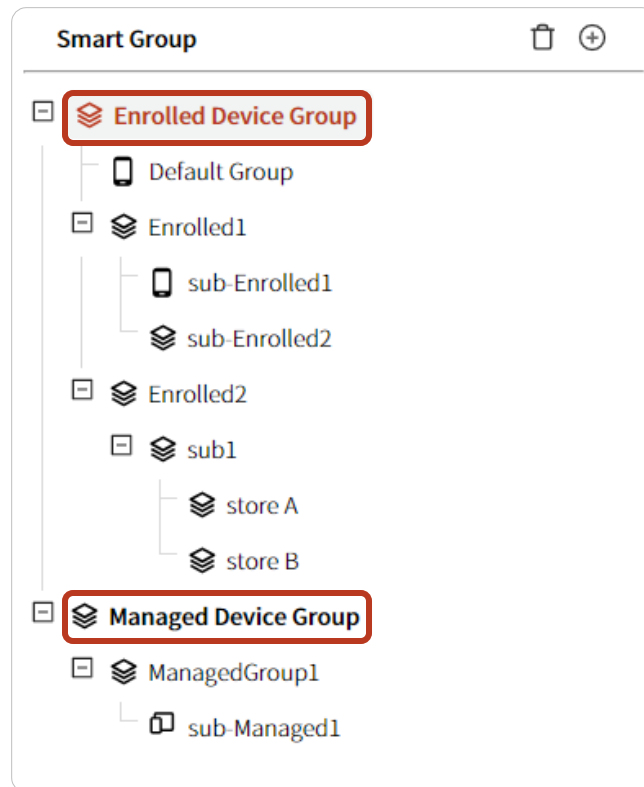 Smart Group
Enrolled Device Group
Default Group
Enrolled1
sub-Enrolled1
sub-Enrolled2
Enrolled2
sub1
store A
store B
Managed Device Group
ManagedGroup1
sub-Managed1